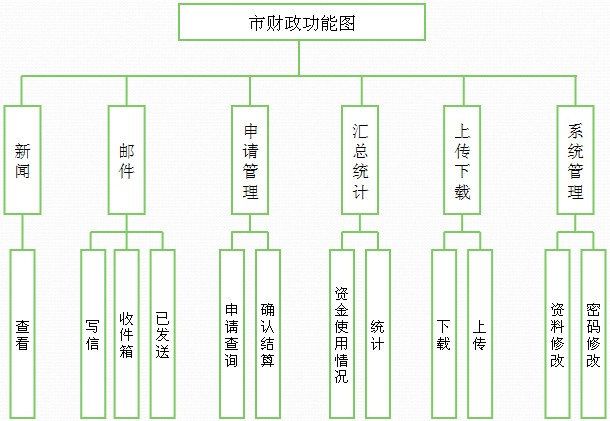 市财政功能图
新闻
邮件
申请管理
汇总统计
上传下载
系统管理
查看
写信
收件箱
已发送
申请查询
确认结算
资金使用情况
统计
下载
上传
资料修改
密码修改